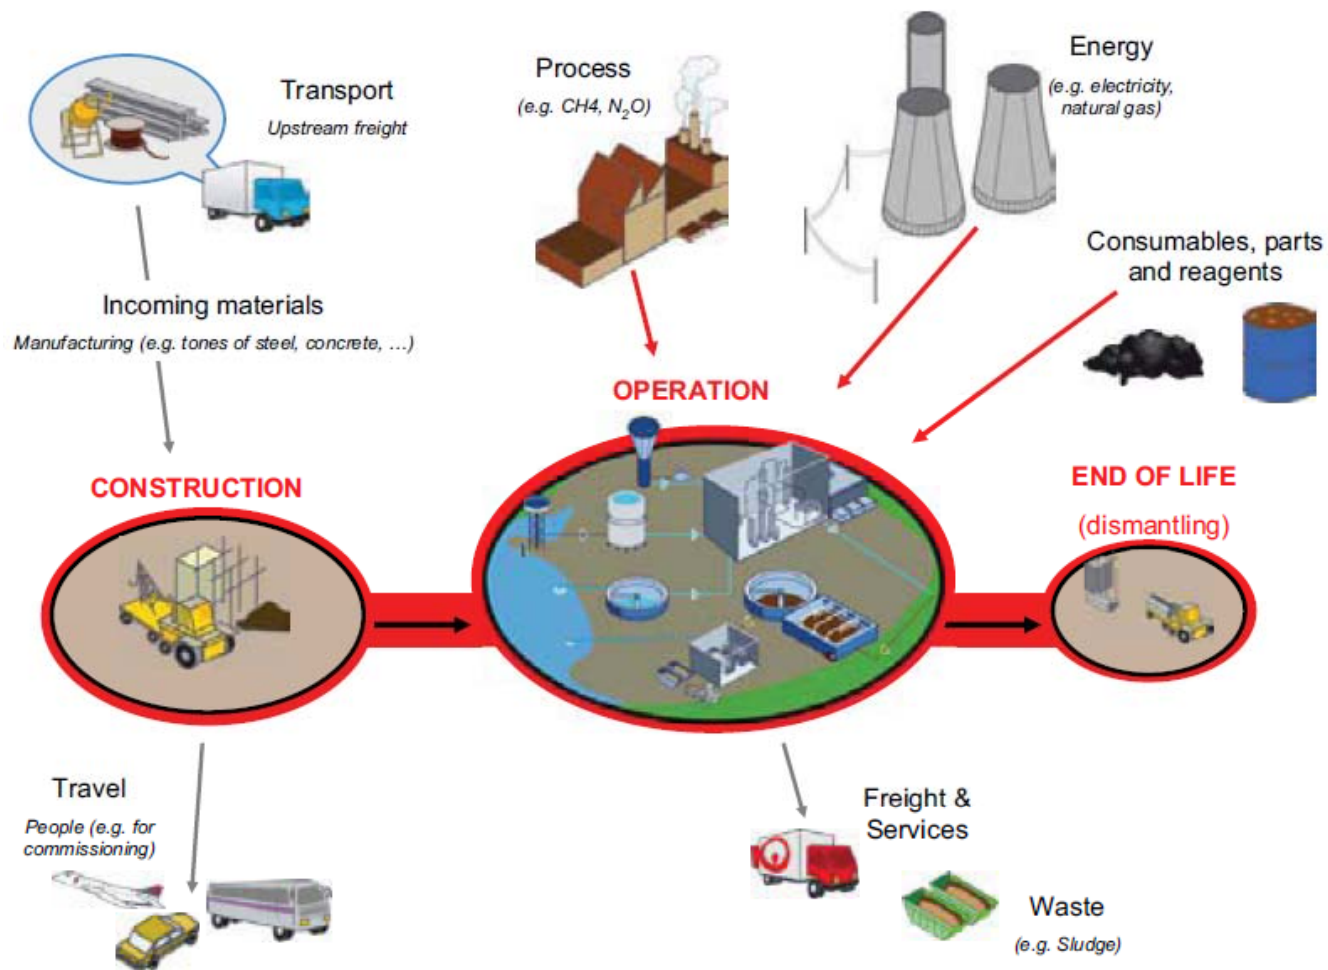 Transport
Upstream freight
Process
(e.g. CH4, N₂O)
Energy
(e.g. electricity,
natural gas)
Consumables, parts
and reagents
Incoming materials
Manufacturing (e.g. tones of steel, concrete, …)
OPERATION
CONSTRUCTION
END OF LIFE
(dismantling)
Travel
People (e.g. for
commissioning)
Freight &
Services
Waste
(e.g. Sludge)